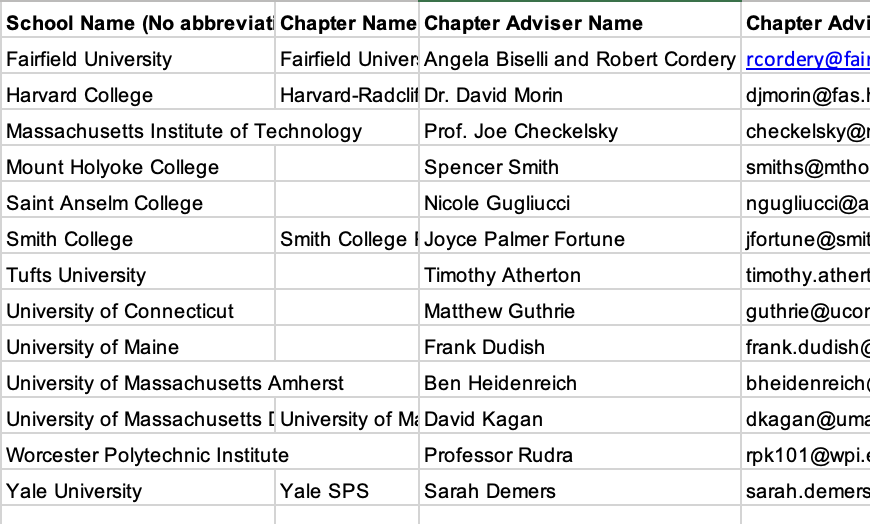 School Name (No abbreviati Chapter Name Chapter Adviser Name Chapter Advi
Fairfield University Fairfield Univers Angela Biselli and Robert Cordery rcordery@fair
Harvard College Harvard-Radclif Dr. David Morin djmorin@fas.h
Massachusetts Institute of Technology Prof. Joe Checkelsky checkelsky@m
Mount Holyoke College Spencer Smith smiths@mtho
Saint Anselm College Nicole Gugliucci ngugliucci@a
Smith College Smith College P Joyce Palmer Fortune jfortune@smit
Tufts University Timothy Atherton timothy.athert
University of Connecticut Matthew Guthrie guthrie@ucon
University of Maine Frank Dudish frank.dudish@
University of Massachusetts Amherst Ben Heidenreich bheidenreich@
University of Massachusetts D University of Ma David Kagan dkagan@uma
Worcester Polytechnic Institute Professor Rudra rpk101@wpi.e
Yale University Yale SPS Sarah Demers sarah.demers